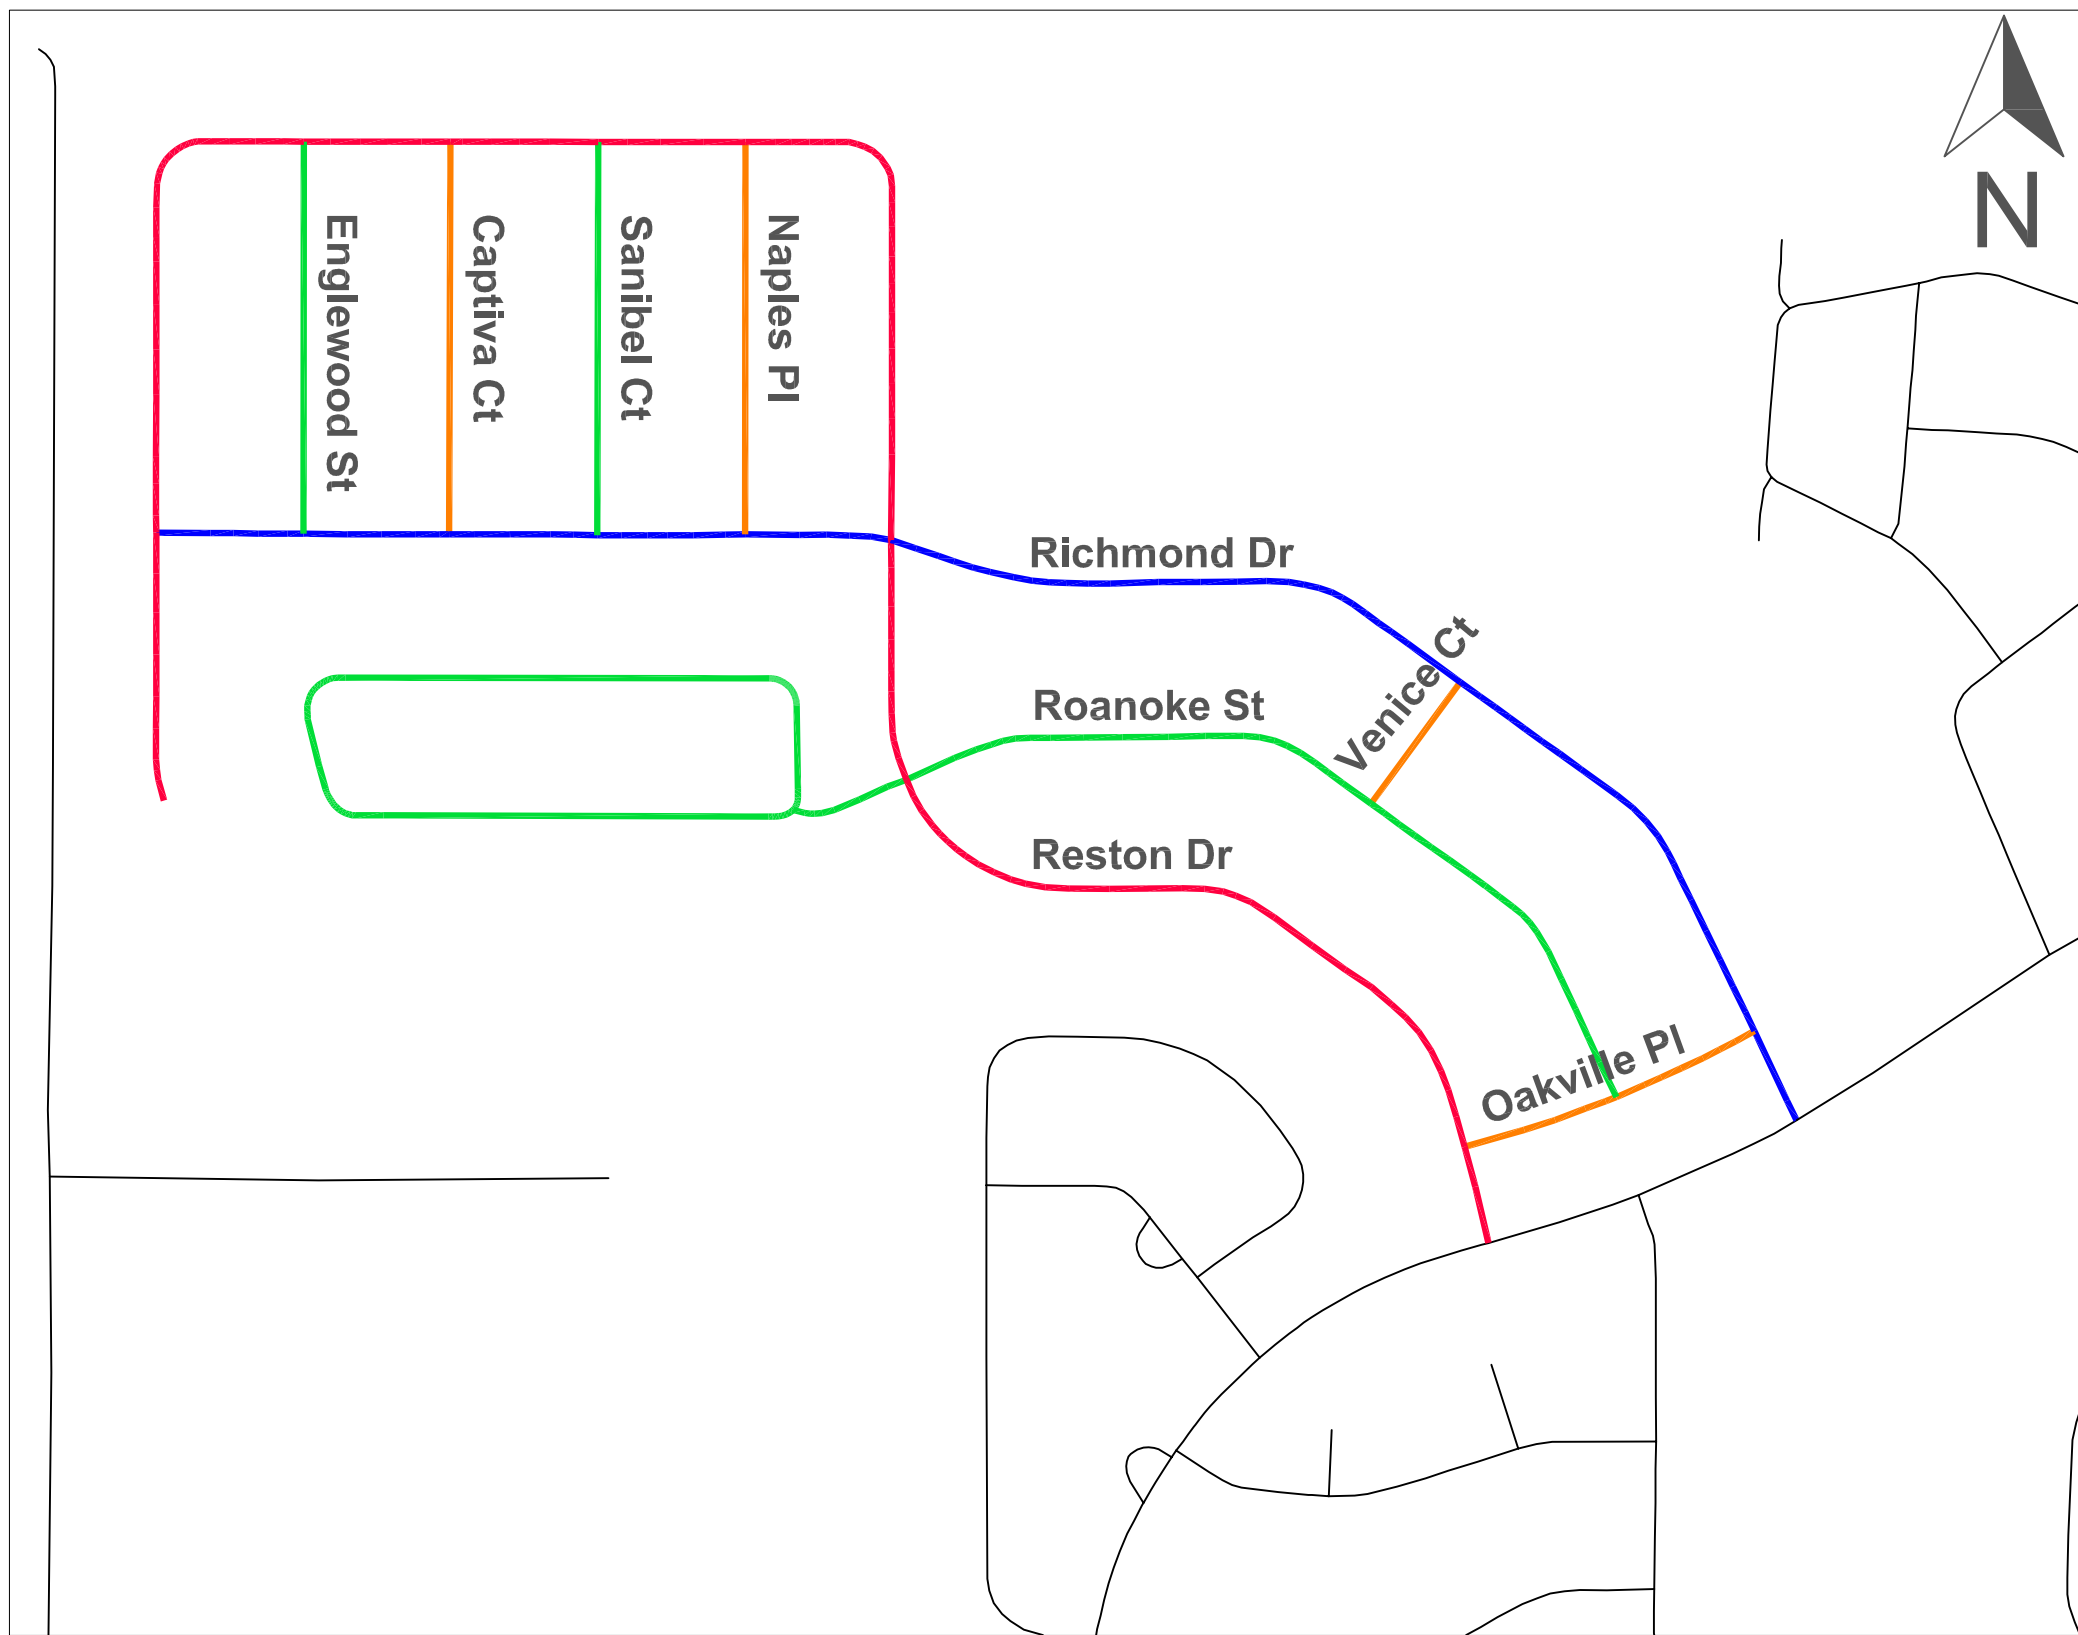 N
Englewood St
Captiva Ct
Sanibel Ct
Naples Pl
Richmond Dr
Venice Ct
Roanoke St
Reston Dr
Oakville Pl